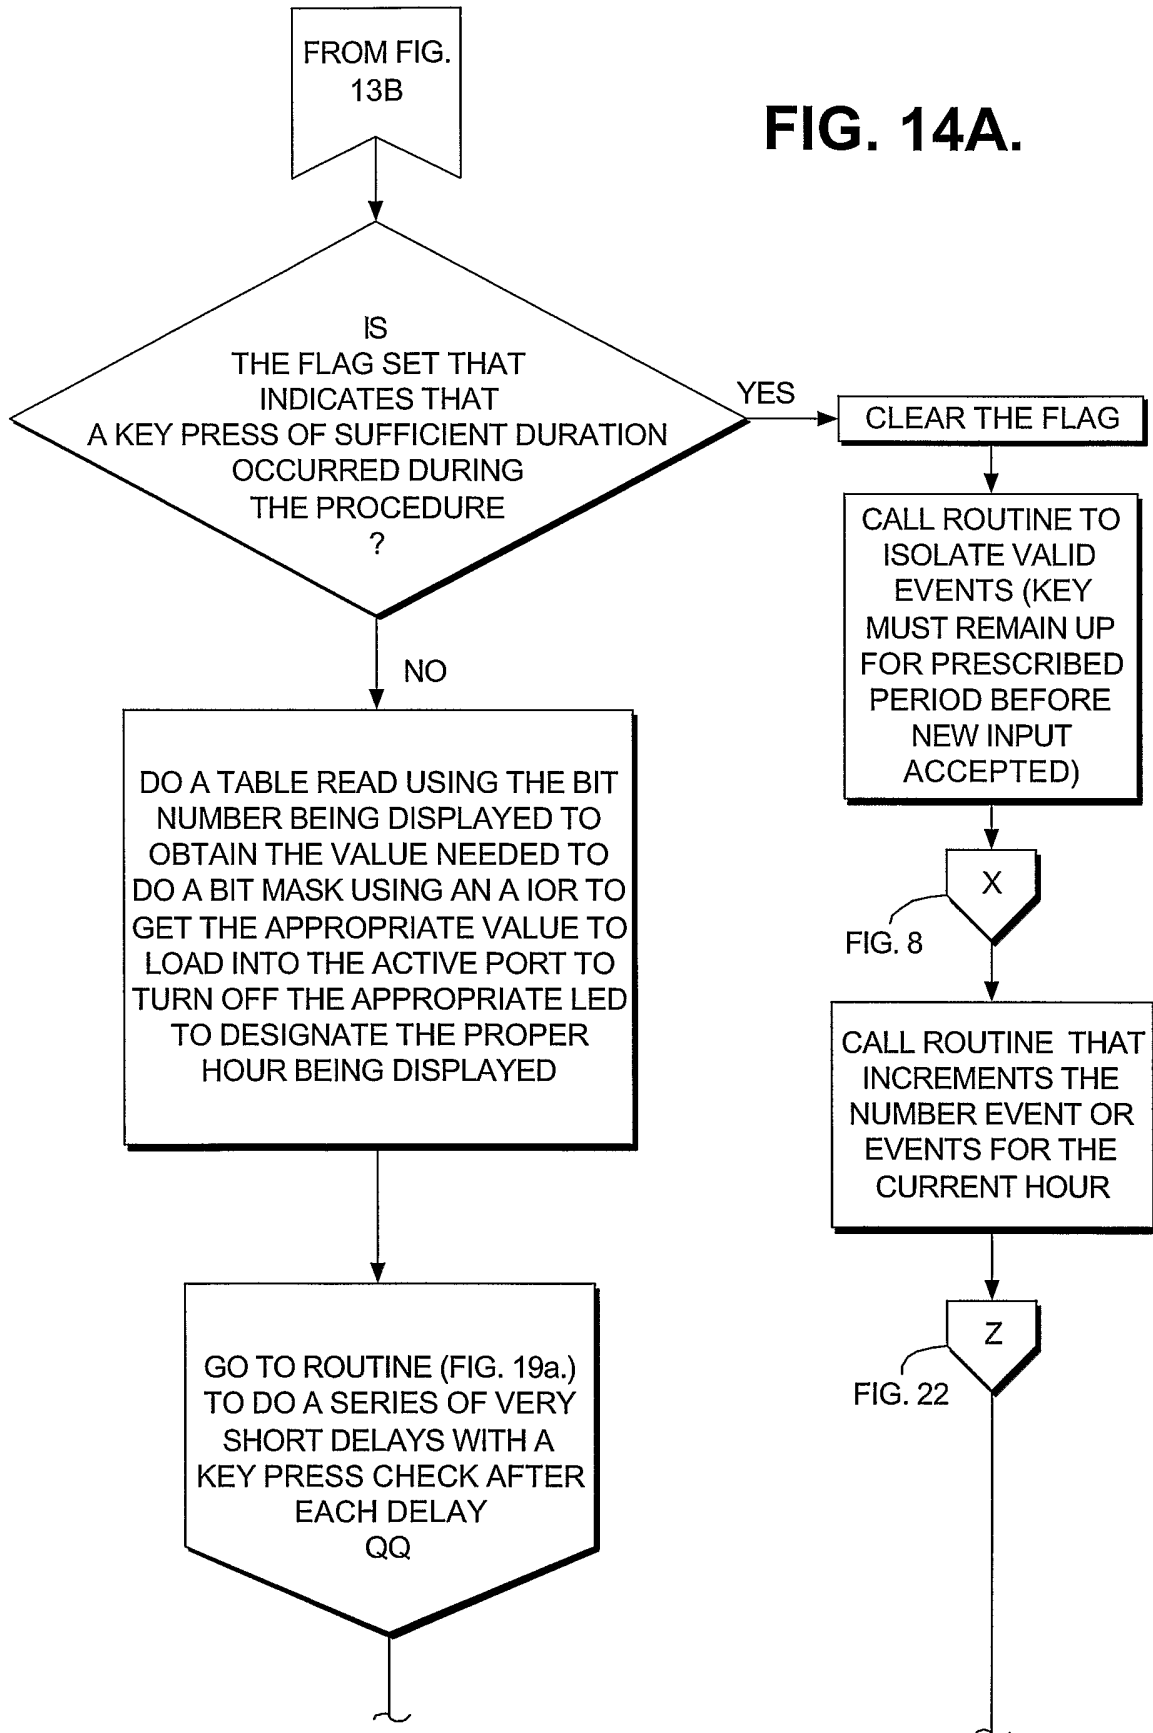 FROM FIG.
13B
FIG. 14A.
IS
THE FLAG SET THAT
INDICATES THAT
A KEY PRESS OF SUFFICIENT DURATION
OCCURRED DURING
THE PROCEDURE
?
YES
CLEAR THE FLAG
CALL ROUTINE TO
ISOLATE VALID
EVENTS (KEY
MUST REMAIN UP
FOR PRESCRIBED
PERIOD BEFORE
NEW INPUT
ACCEPTED)
X
FIG. 8
CALL ROUTINE THAT
INCREMENTS THE
NUMBER EVENT OR
EVENTS FOR THE
CURRENT HOUR
Z
FIG. 22
NO
DO A TABLE READ USING THE BIT
NUMBER BEING DISPLAYED TO
OBTAIN THE VALUE NEEDED TO
DO A BIT MASK USING AN A IOR TO
GET THE APPROPRIATE VALUE TO
LOAD INTO THE ACTIVE PORT TO
TURN OFF THE APPROPRIATE LED
TO DESIGNATE THE PROPER
HOUR BEING DISPLAYED
GO TO ROUTINE (FIG. 19a.)
TO DO A SERIES OF VERY
SHORT DELAYS WITH A
KEY PRESS CHECK AFTER
EACH DELAY
QQ